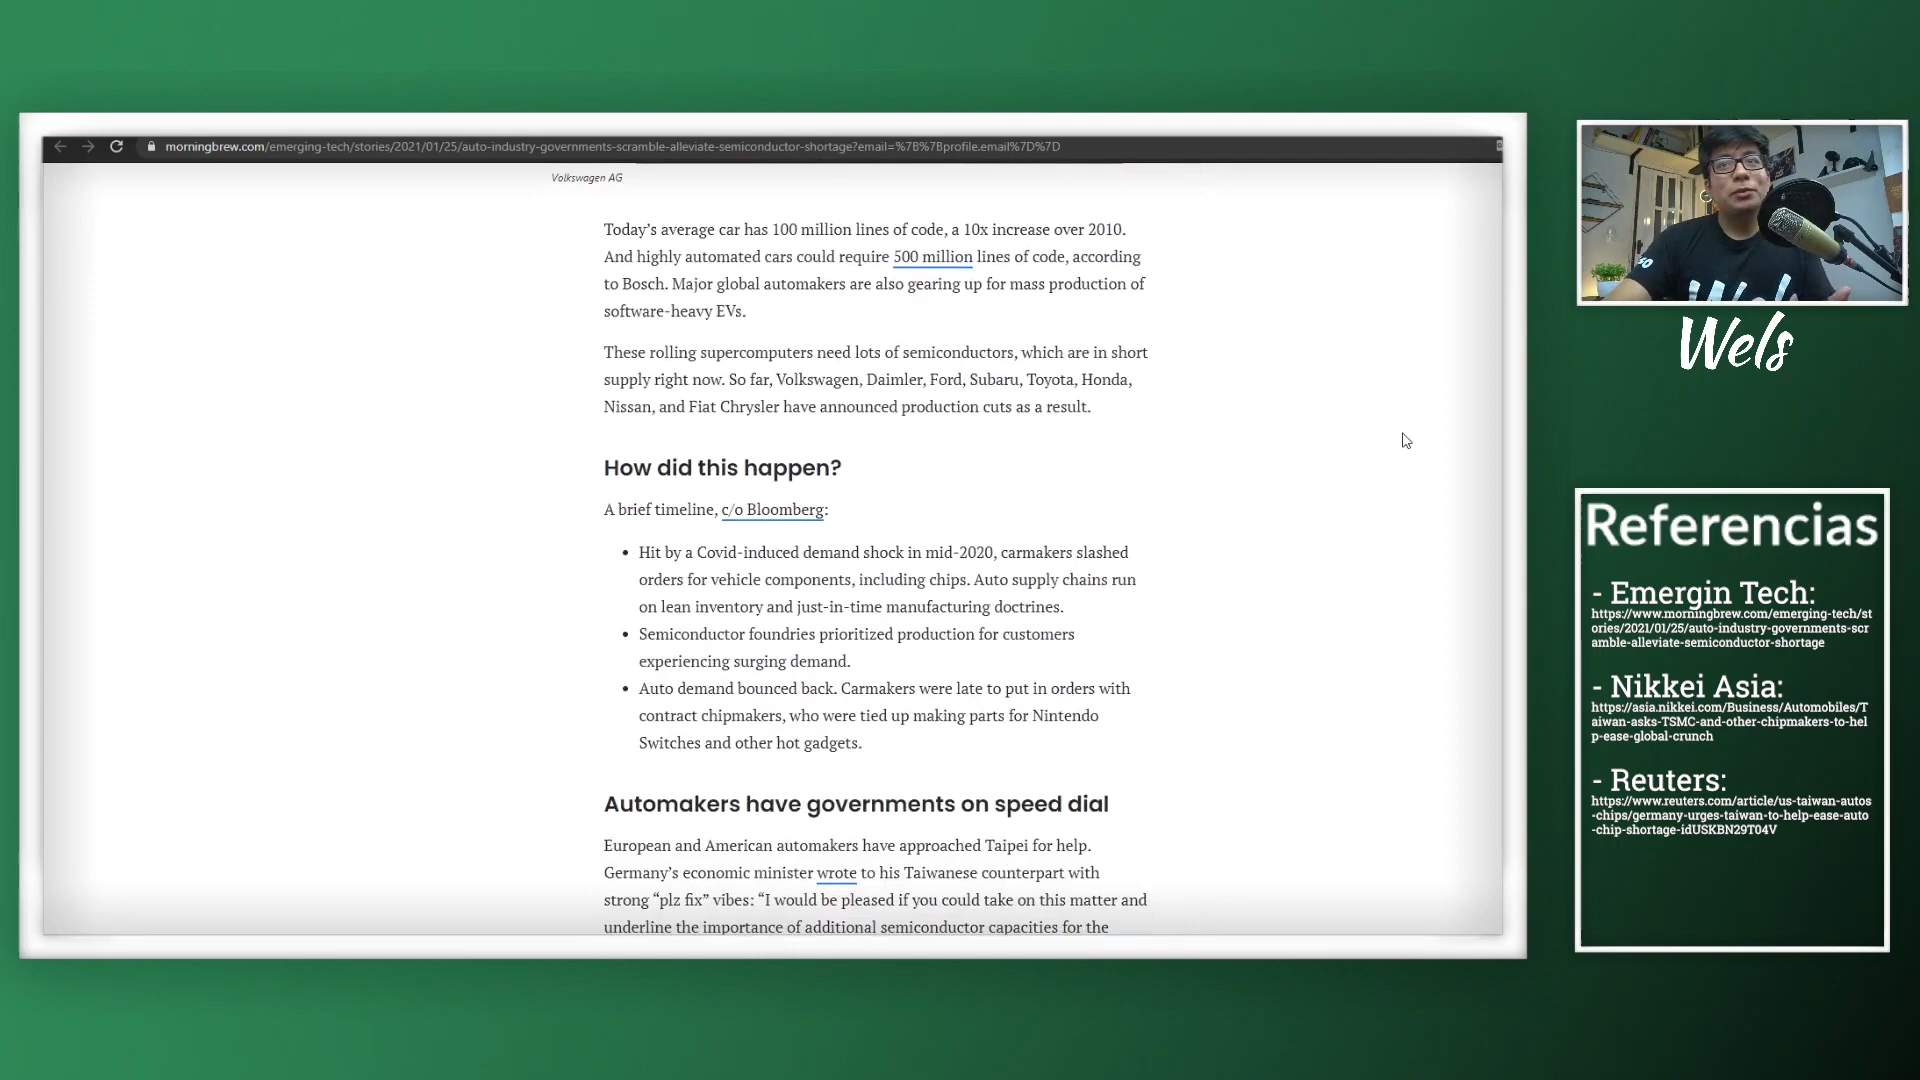 morningbrew.com/emerging-tech/stories/2021/01/25/auto-industry-governments-scramble-alleviate-semiconductor-shortage?email=%7B%7Bprofile.email%7D%7D
Volkswagen AG
Today’s average car has 100 million lines of code, a 10x increase over 2010.
And highly automated cars could require 500 million lines of code, according
to Bosch. Major global automakers are also gearing up for mass production of
software-heavy EVs.
These rolling supercomputers need lots of semiconductors, which are in short
supply right now. So far, Volkswagen, Daimler, Ford, Subaru, Toyota, Honda,
Nissan, and Fiat Chrysler have announced production cuts as a result.
How did this happen?
A brief timeline, c/o Bloomberg:
• Hit by a Covid-induced demand shock in mid-2020, carmakers slashed
orders for vehicle components, including chips. Auto supply chains run
on lean inventory and just-in-time manufacturing doctrines.
• Semiconductor foundries prioritized production for customers
experiencing surging demand.
• Auto demand bounced back. Carmakers were late to put in orders with
contract chipmakers, who were tied up making parts for Nintendo
Switches and other hot gadgets.
Automakers have governments on speed dial
European and American automakers have approached Taipei for help.
Germany’s economic minister wrote to his Taiwanese counterpart with
strong “plz fix” vibes: “I would be pleased if you could take on this matter and
underline the importance of additional semiconductor capacities for the
Wels
Wels
Referencias
- Emergin Tech:
https://www.morningbrew.com/emerging-tech/st
ories/2021/01/25/auto-industry-governments-scr
amble-alleviate-semiconductor-shortage
- Nikkei Asia:
https://asia.nikkei.com/Business/Automobiles/T
aiwan-asks-TSMC-and-other-chipmakers-to-hel
p-ease-global-crunch
- Reuters:
https://www.reuters.com/article/us-taiwan-autos
-chips/germany-urges-taiwan-to-help-ease-auto
-chip-shortage-idUSKBN29T04V